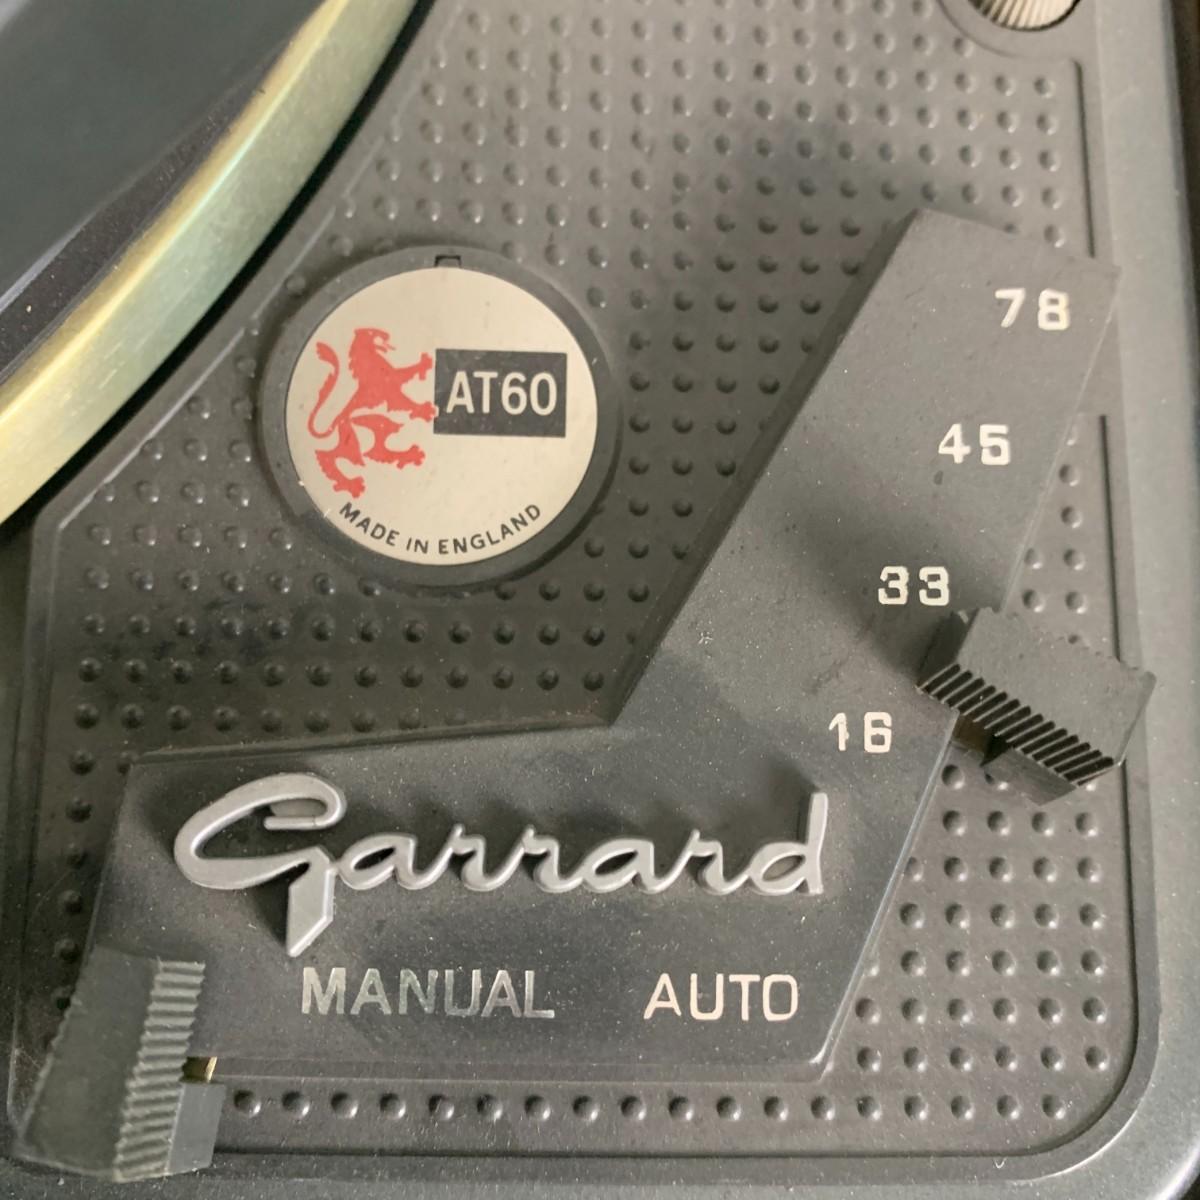 AT60
MADE IN ENGLAND
78
45
33
16
Garrard
MANUAL AUTO